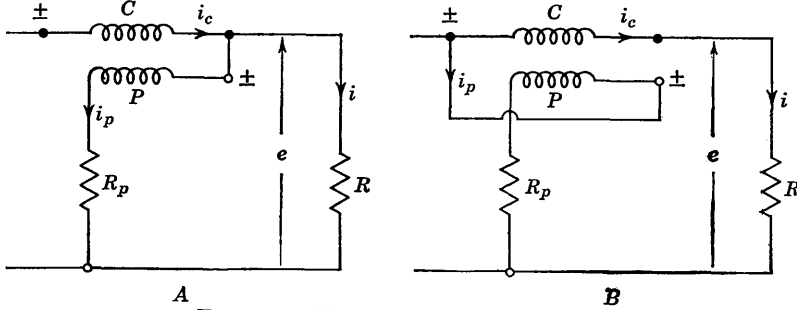 ± C i_c
P ±
i_p i
e
R_p R
A
± C i_c
P ±
i_p i
e
R_p R
B